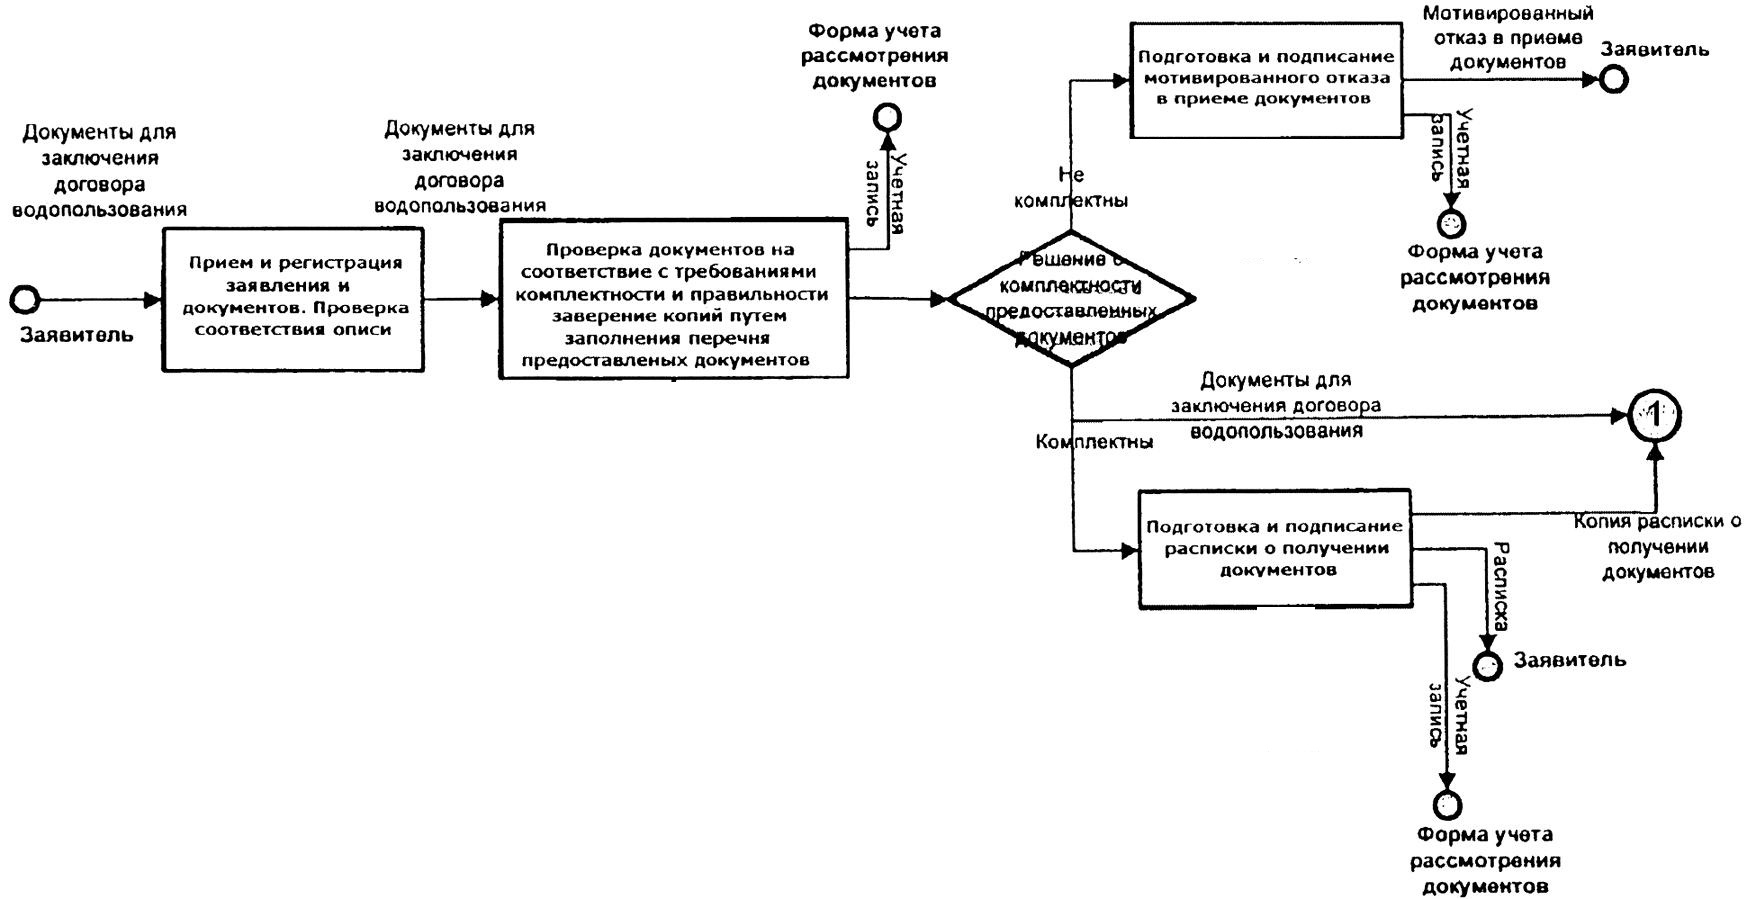 Документы для
заключения
договора
водопользования
Заявитель
Прием и регистрация
заявления и
документов. Проверка
соответствия описи
Документы для
заключения
договора
водопользования
Проверка документов на
соответствие с требованиями
комплектности и правильности
заверение копий путем
заполнения перечня
предоставленых документов
Форма учета
рассмотрения
документов
Учетная
запись
Не
комплектны
Решение о
комплектности
предоставленных
документов
Комплектны
Подготовка и подписание
мотивированного отказа
в приеме документов
Мотивированный
отказ в приеме
документов
Заявитель
Учетная
запись
Форма учета
рассмотрения
документов
Документы для
заключения договора
водопользования
1
Подготовка и подписание
расписки о получении
документов
Копия расписки о
получении
документов
Расписка
Заявитель
Учетная
запись
Форма учета
рассмотрения
документов